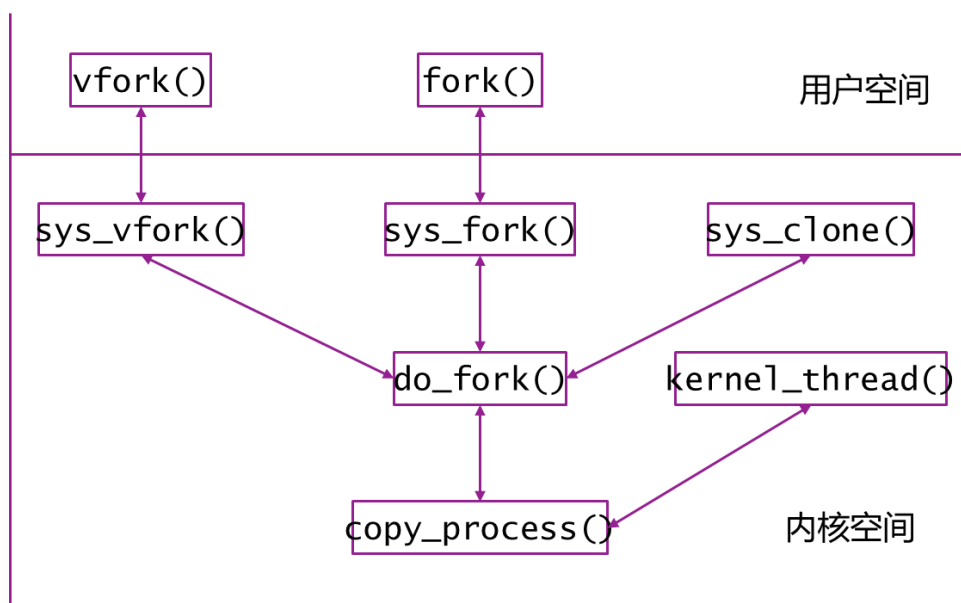 vfork()
fork()
用户空间
sys_vfork()
sys_fork()
sys_clone()
do_fork()
kernel_thread()
copy_process()
内核空间